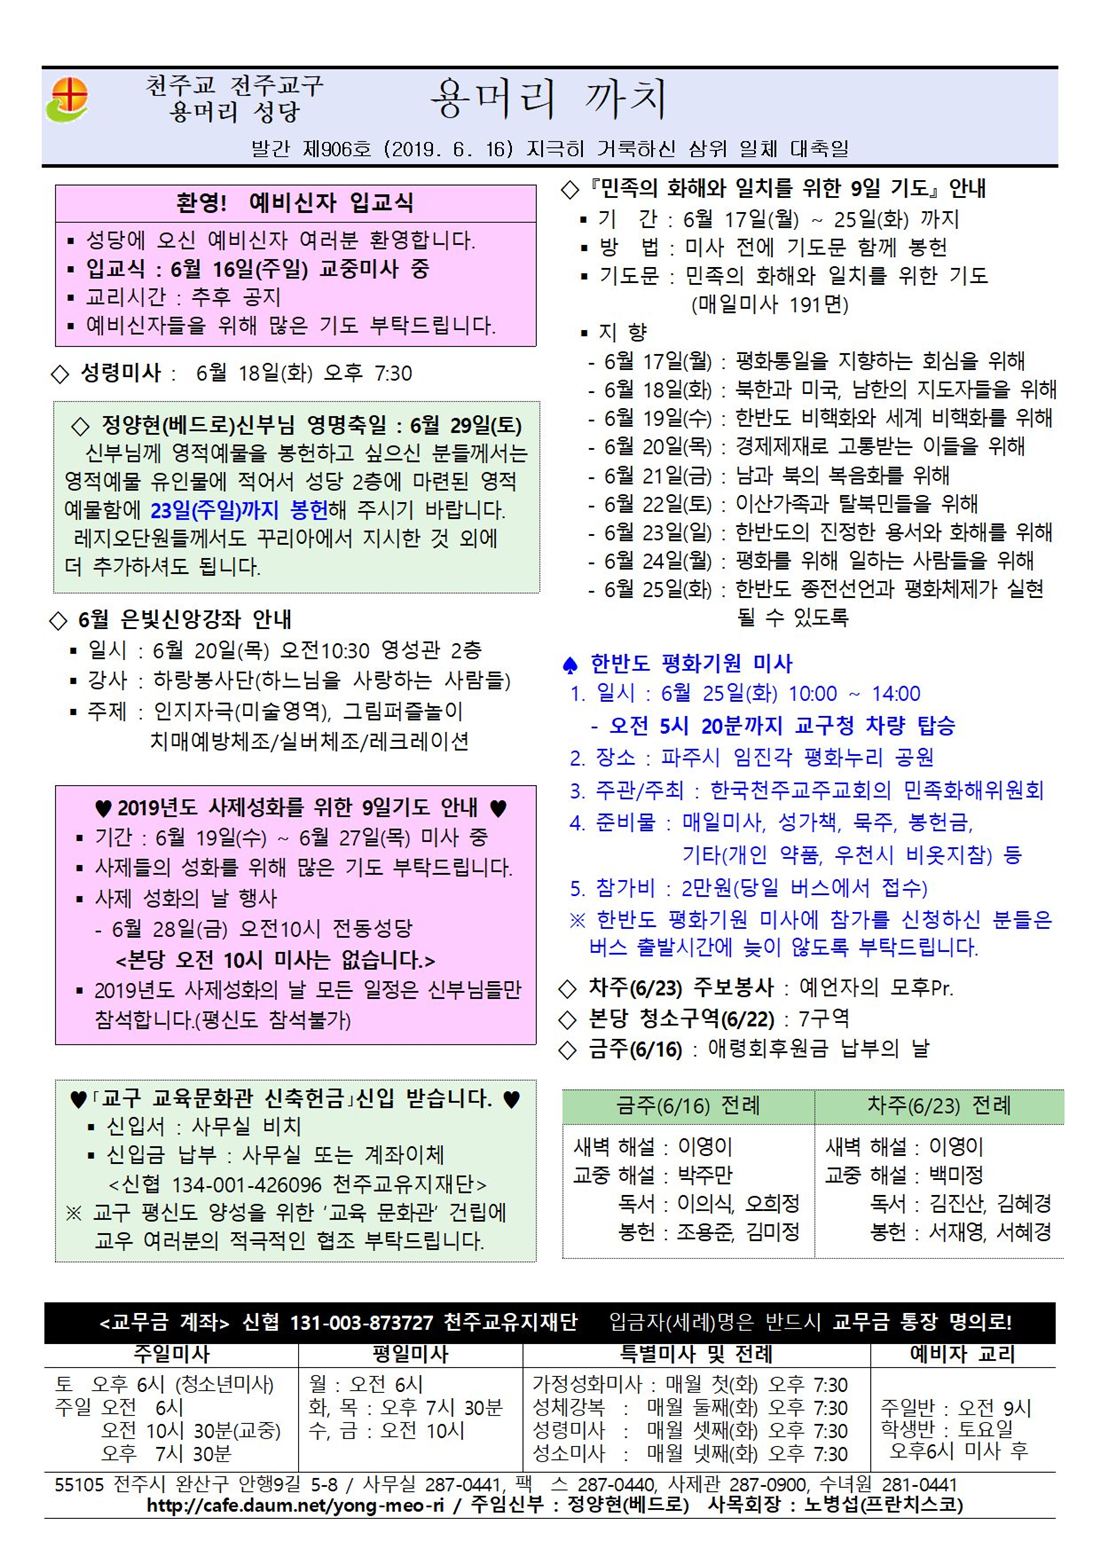 천주교 전주교구
용머리 성당
용머리 까치
발간 제906호 (2019. 6. 16) 지극히 거룩하신 삼위 일체 대축일
환영!  예비신자 입교식
▪ 성당에 오신 예비신자 여러분 환영합니다.
▪ 입교식 : 6월 16일(주일) 교중미사 중
▪ 교리시간 : 추후 공지
▪ 예비신자들을 위해 많은 기도 부탁드립니다.
◇ 성령미사 :  6월 18일(화) 오후 7:30
◇ 정양현(베드로)신부님 영명축일 : 6월 29일(토)
신부님께 영적예물을 봉헌하고 싶으신 분들께서는
영적예물 유인물에 적어서 성당 2층에 마련된 영적
예물함에 23일(주일)까지 봉헌해 주시기 바랍니다.
레지오단원들께서도 꾸리아에서 지시한 것 외에
더 추가하셔도 됩니다.
◇ 6월 은빛신앙강좌 안내
▪ 일시 : 6월 20일(목) 오전10:30 영성관 2층
▪ 강사 : 하랑봉사단(하느님을 사랑하는 사람들)
▪ 주제 : 인지자극(미술영역), 그림퍼즐놀이
치매예방체조/실버체조/레크레이션
♥ 2019년도 사제성화를 위한 9일기도 안내 ♥
▪ 기간 : 6월 19일(수) ~ 6월 27일(목) 미사 중
▪ 사제들의 성화를 위해 많은 기도 부탁드립니다.
▪ 사제 성화의 날 행사
- 6월 28일(금) 오전10시 전동성당
<본당 오전 10시 미사는 없습니다.>
▪ 2019년도 사제성화의 날 모든 일정은 신부님들만
참석합니다.(평신도 참석불가)
♥「교구 교육문화관 신축헌금」신입 받습니다. ♥
▪ 신입서 : 사무실 비치
▪ 신입금 납부 : 사무실 또는 계좌이체
<신협 134-001-426096 천주교유지재단>
※ 교구 평신도 양성을 위한 '교육 문화관' 건립에
교우 여러분의 적극적인 협조 부탁드립니다.
◇『민족의 화해와 일치를 위한 9일 기도』안내
▪ 기  간 : 6월 17일(월) ~ 25일(화) 까지
▪ 방  법 : 미사 전에 기도문 함께 봉헌
▪ 기도문 : 민족의 화해와 일치를 위한 기도
(매일미사 191면)
▪ 지 향
- 6월 17일(월) : 평화통일을 지향하는 회심을 위해
- 6월 18일(화) : 북한과 미국, 남한의 지도자들을 위해
- 6월 19일(수) : 한반도 비핵화와 세계 비핵화를 위해
- 6월 20일(목) : 경제제재로 고통받는 이들을 위해
- 6월 21일(금) : 남과 북의 복음화를 위해
- 6월 22일(토) : 이산가족과 탈북민들을 위해
- 6월 23일(일) : 한반도의 진정한 용서와 화해를 위해
- 6월 24일(월) : 평화를 위해 일하는 사람들을 위해
- 6월 25일(화) : 한반도 종전선언과 평화체제가 실현
될 수 있도록
♠ 한반도 평화기원 미사
1. 일시 : 6월 25일(화) 10:00 ~ 14:00
- 오전 5시 20분까지 교구청 차량 탑승
2. 장소 : 파주시 임진각 평화누리 공원
3. 주관/주최 : 한국천주교주교회의 민족화해위원회
4. 준비물 : 매일미사, 성가책, 묵주, 봉헌금,
기타(개인 약품, 우천시 비옷지참) 등
5. 참가비 : 2만원(당일 버스에서 접수)
※ 한반도 평화기원 미사에 참가를 신청하신 분들은
버스 출발시간에 늦이 않도록 부탁드립니다.
◇ 차주(6/23) 주보봉사 : 예언자의 모후Pr.
◇ 본당 청소구역(6/22) : 7구역
◇ 금주(6/16) : 애령회후원금 납부의 날
금주(6/16) 전례
새벽 해설 : 이영이
교중 해설 : 박주만
독서 : 이의식, 오희정
봉헌 : 조용준, 김미정
차주(6/23) 전례
새벽 해설 : 이영이
교중 해설 : 백미정
독서 : 김진산, 김혜경
봉헌 : 서재영, 서혜경
<교무금 계좌> 신협 131-003-873727 천주교유지재단  입금자(세례)명은 반드시 교무금 통장 명의로!
주일미사
토  오후 6시 (청소년미사)
주일 오전  6시
오전 10시 30분(교중)
오후  7시 30분
평일미사
월 : 오전 6시
화, 목 : 오후 7시 30분
수, 금 : 오전 10시
특별미사 및 전례
가정성화미사 : 매월 첫(화) 오후 7:30
성체강복  :  매월 둘째(화) 오후 7:30
성령미사  :  매월 셋째(화) 오후 7:30
성소미사  :  매월 넷째(화) 오후 7:30
예비자 교리
주일반 : 오전 9시
학생반 : 토요일
오후6시 미사 후
55105 전주시 완산구 안행9길 5-8 / 사무실 287-0441, 팩  스 287-0440, 사제관 287-0900, 수녀원 281-0441
http://cafe.daum.net/yong-meo-ri / 주임신부 : 정양현(베드로)  사목회장 : 노병섭(프란치스코)